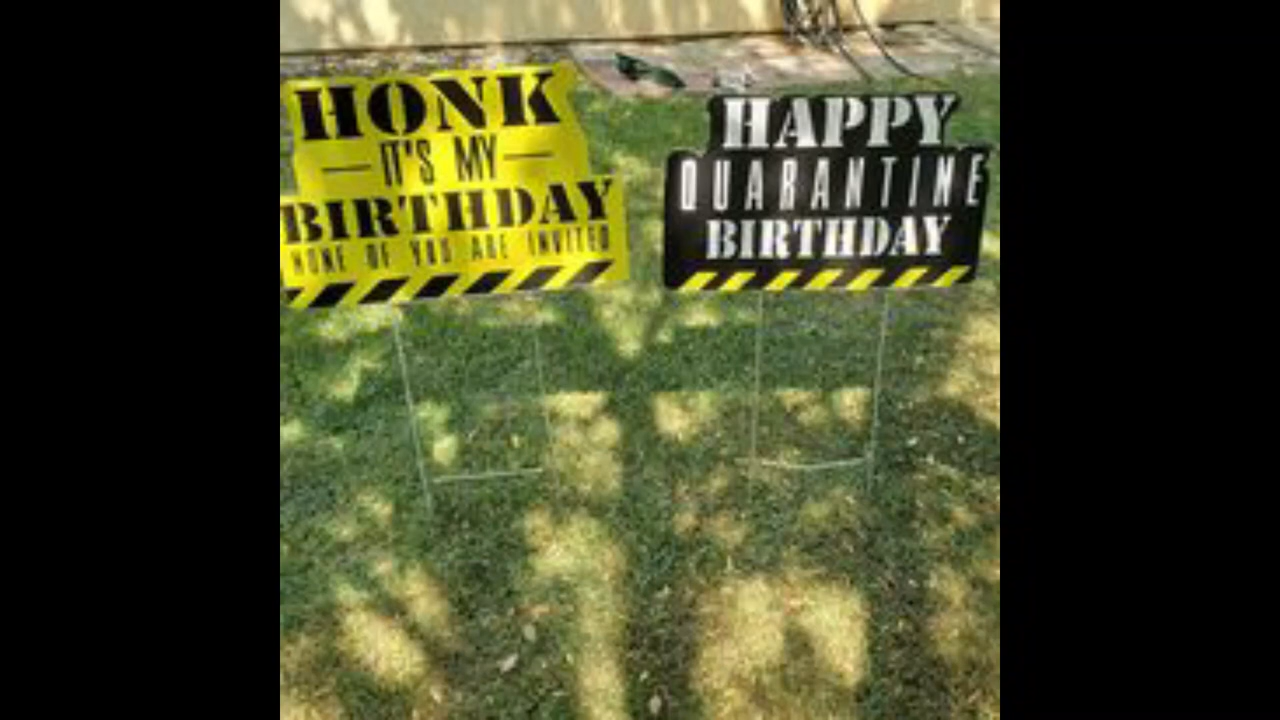 HONK
IT'S MY
BIRTHDAY
NONE OF YOU ARE INVITED
HAPPY
QUARANTINE
BIRTHDAY